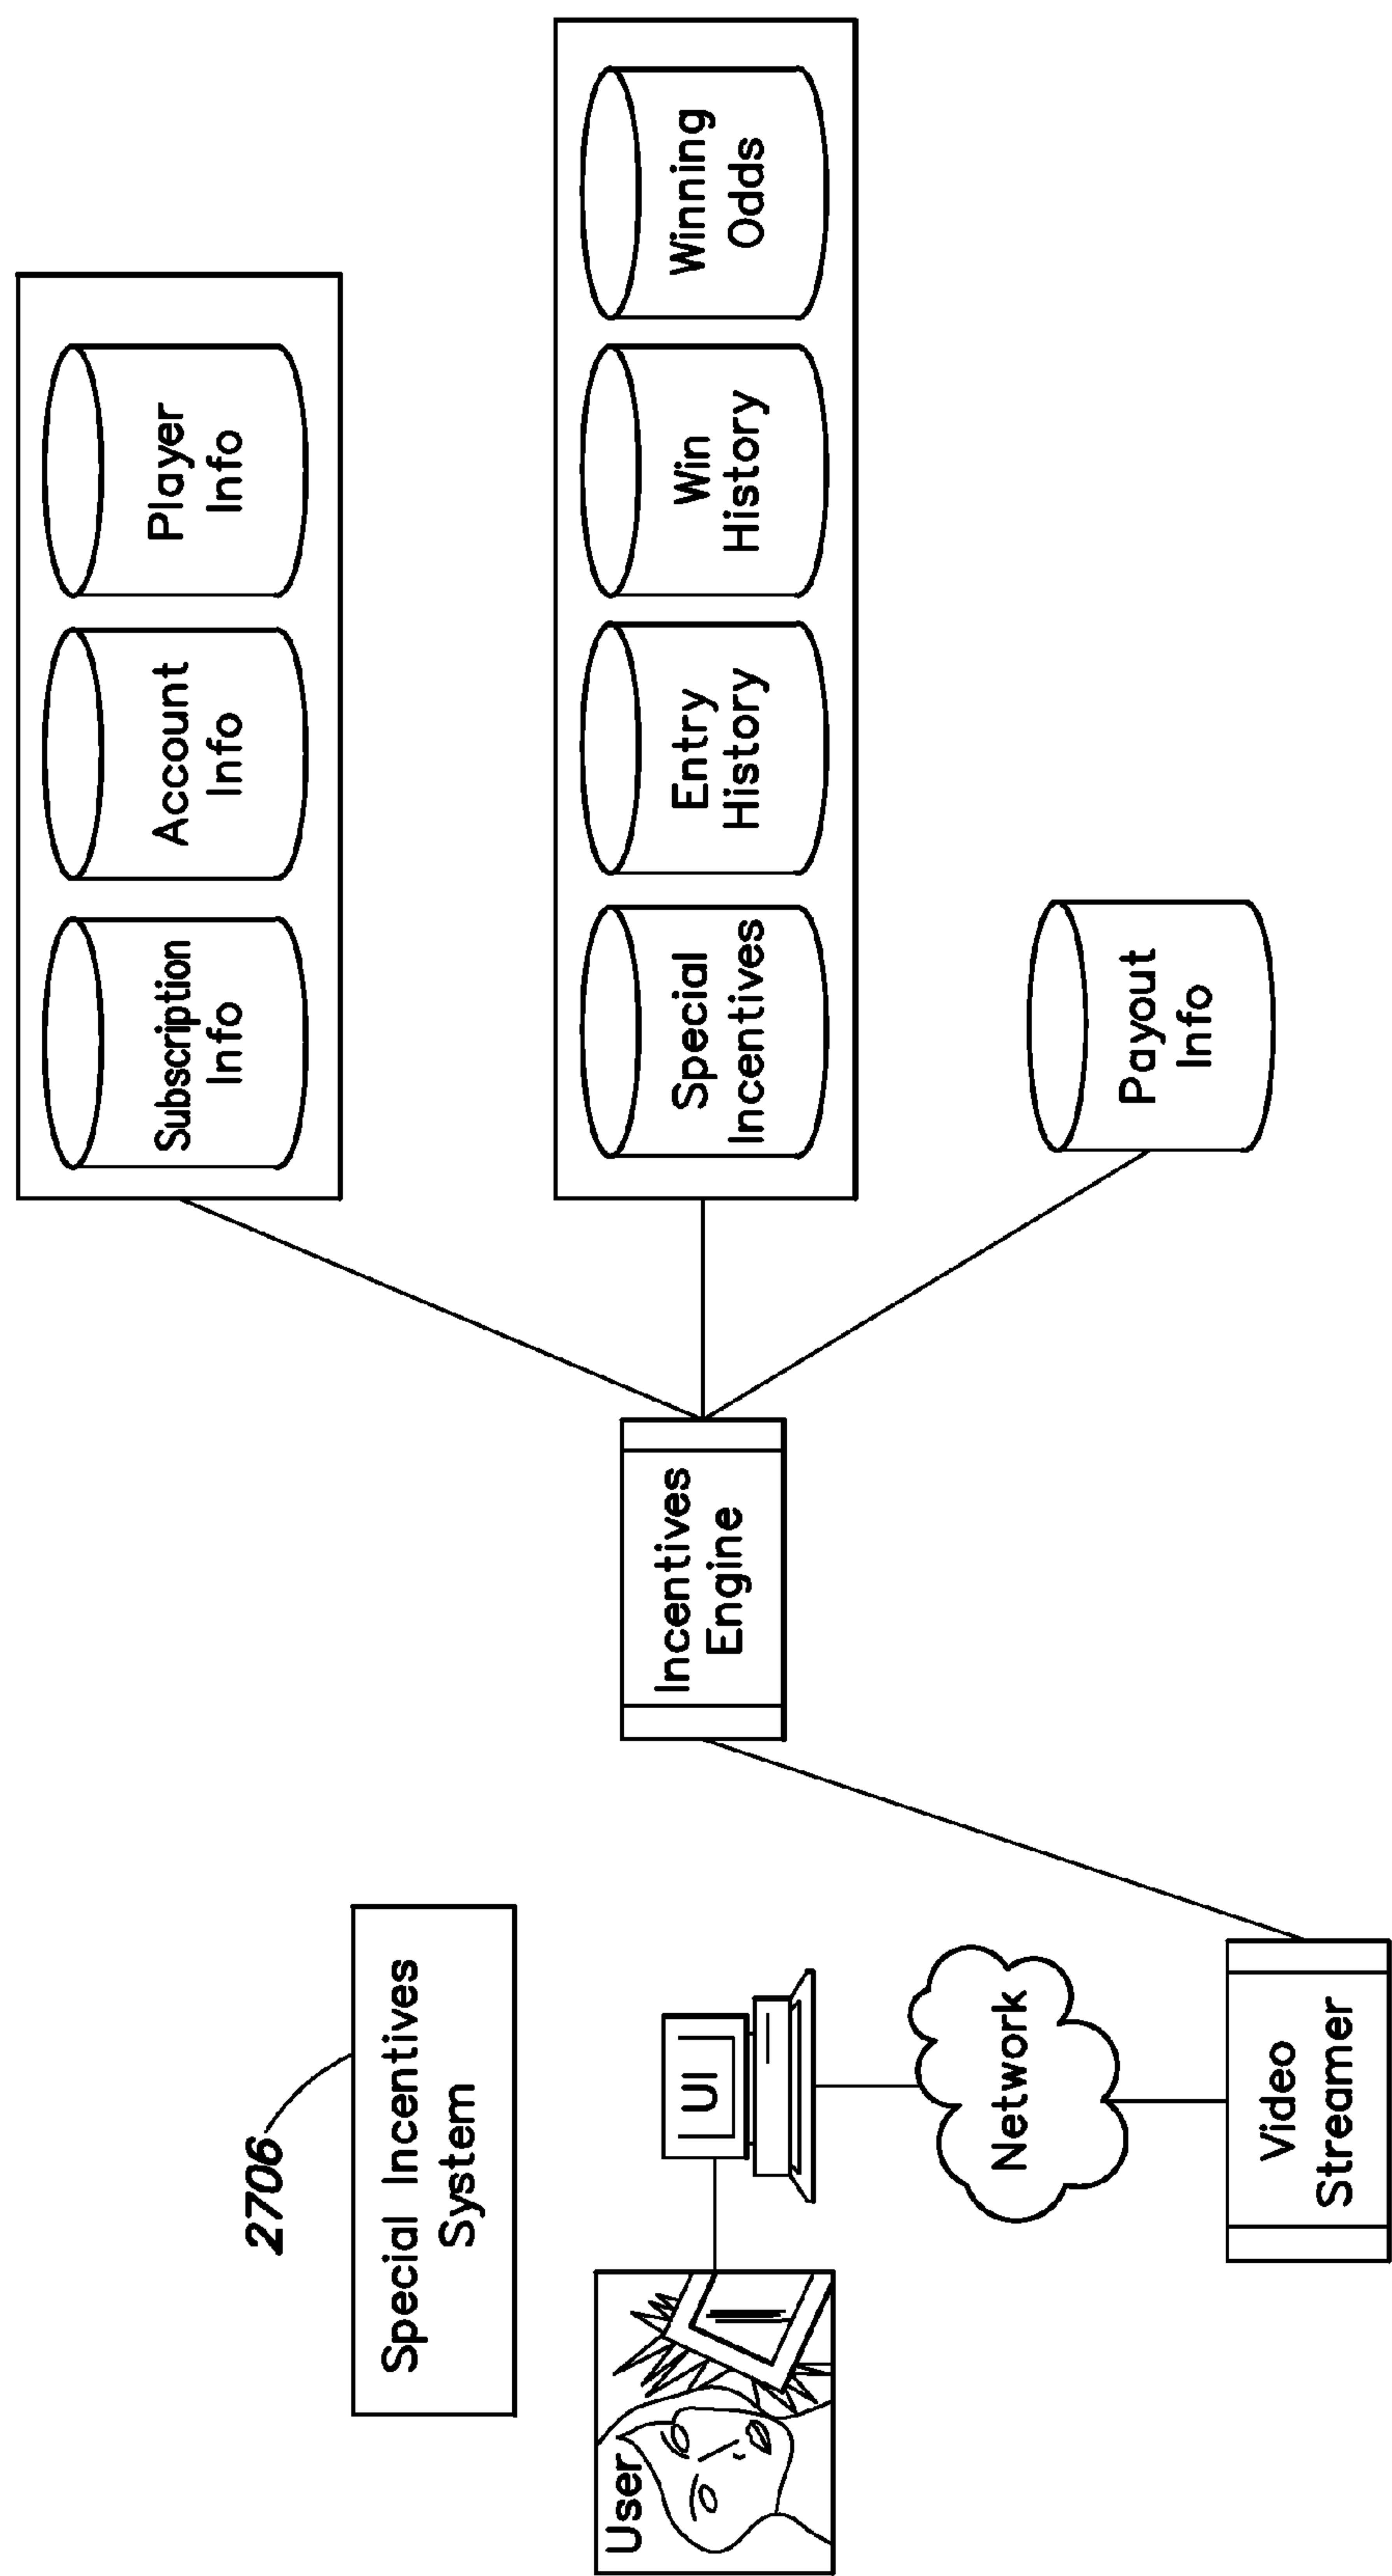 2706
Special Incentives
System
User
UI
Network
Video
Streamer
Incentives
Engine
Subscription
Info
Account
Info
Player
Info
Special
Incentives
Entry
History
Win
History
Winning
Odds
Payout
Info